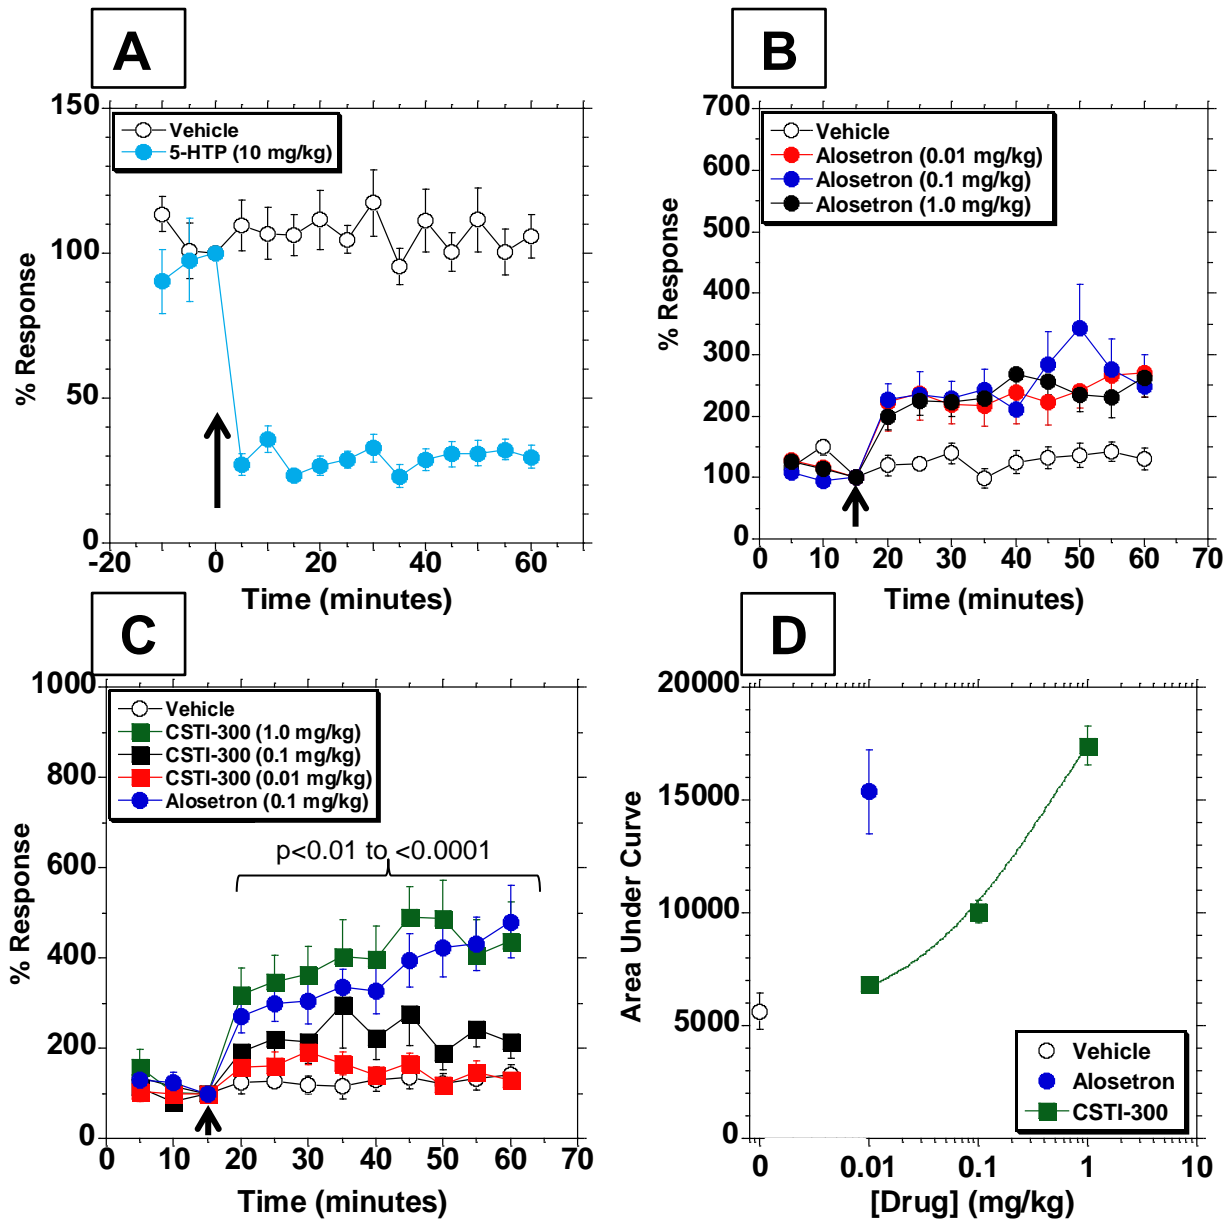 A
150
100
50
0
% Response
Vehicle
5-HTP (10 mg/kg)
-20 0 20 40 60
Time (minutes)
B
700
600
500
400
300
200
100
0
% Response
Vehicle
Alosetron (0.01 mg/kg)
Alosetron (0.1 mg/kg)
Alosetron (1.0 mg/kg)
0 10 20 30 40 50 60 70
Time (minutes)
C
1000
800
600
400
200
0
% Response
Vehicle
CSTI-300 (1.0 mg/kg)
CSTI-300 (0.1 mg/kg)
CSTI-300 (0.01 mg/kg)
Alosetron (0.1 mg/kg)
p<0.01 to <0.0001
0 10 20 30 40 50 60 70
Time (minutes)
D
20000
15000
10000
5000
0
Area Under Curve
Vehicle
Alosetron
CSTI-300
0 0.01 0.1 1 10
[Drug] (mg/kg)